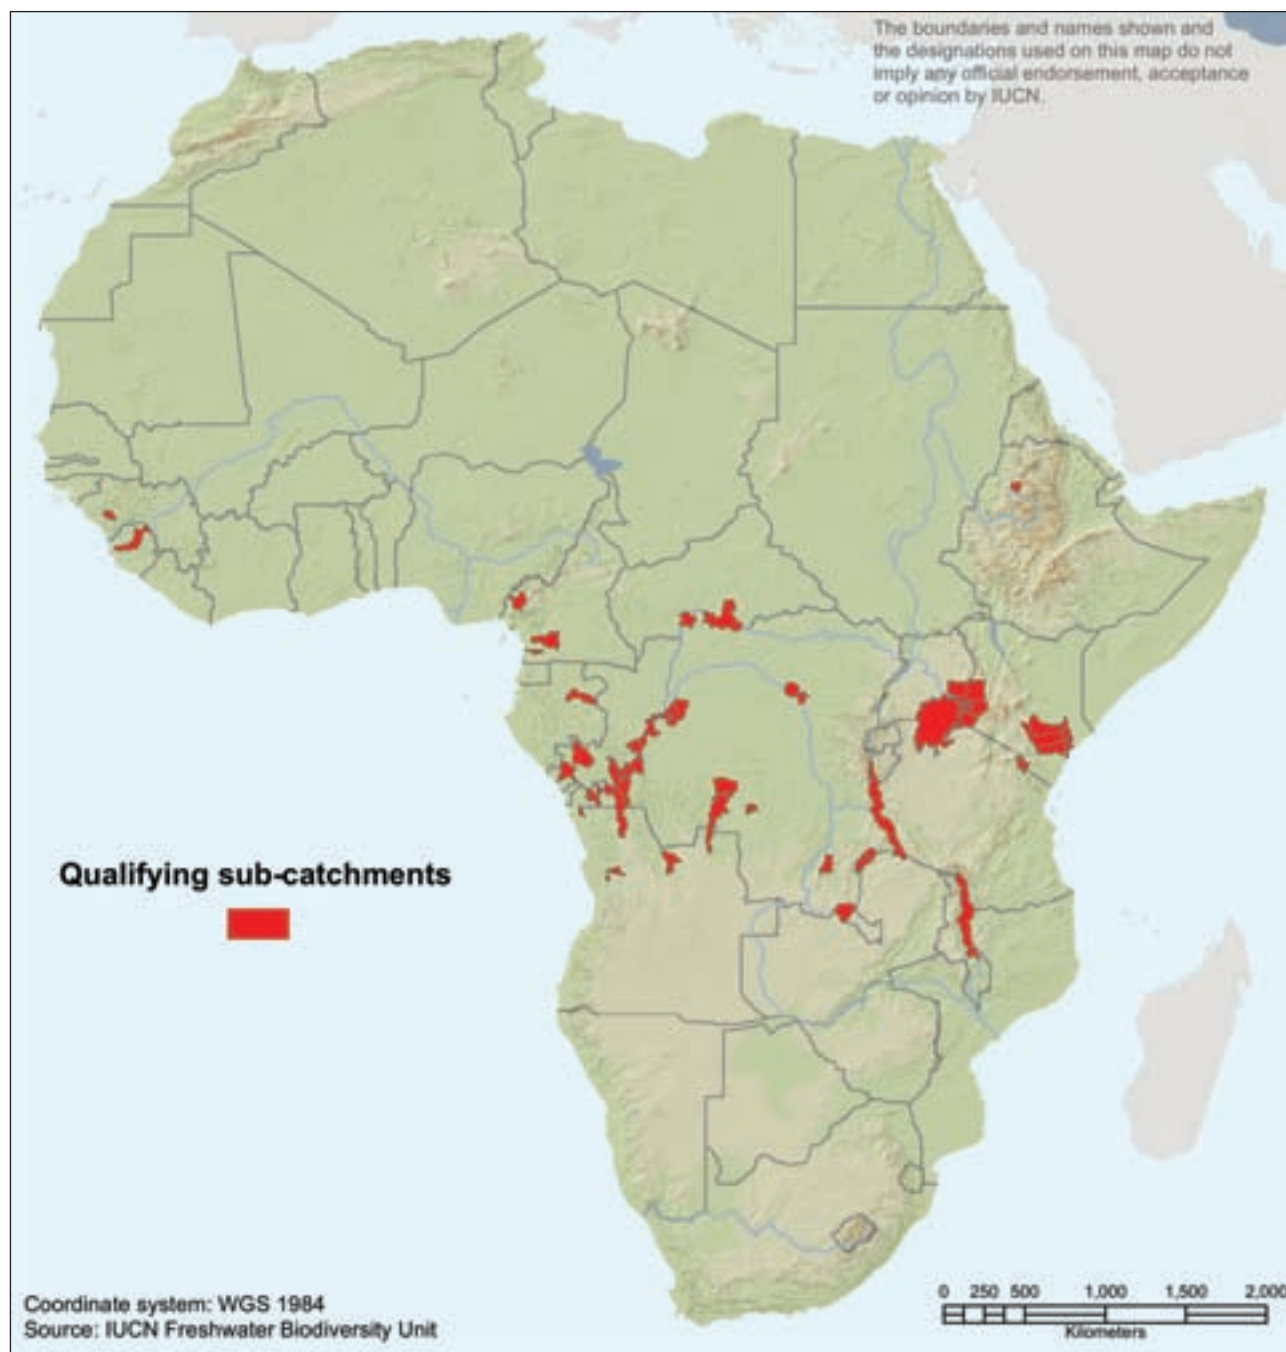 The boundaries and names shown and
the designations used on this map do not
imply any official endorsement, acceptance
or opinion by IUCN.
Qualifying sub-catchments
Coordinate system: WGS 1984
Source: IUCN Freshwater Biodiversity Unit
0 250 500 1,000 1,500 2,000
Kilometers